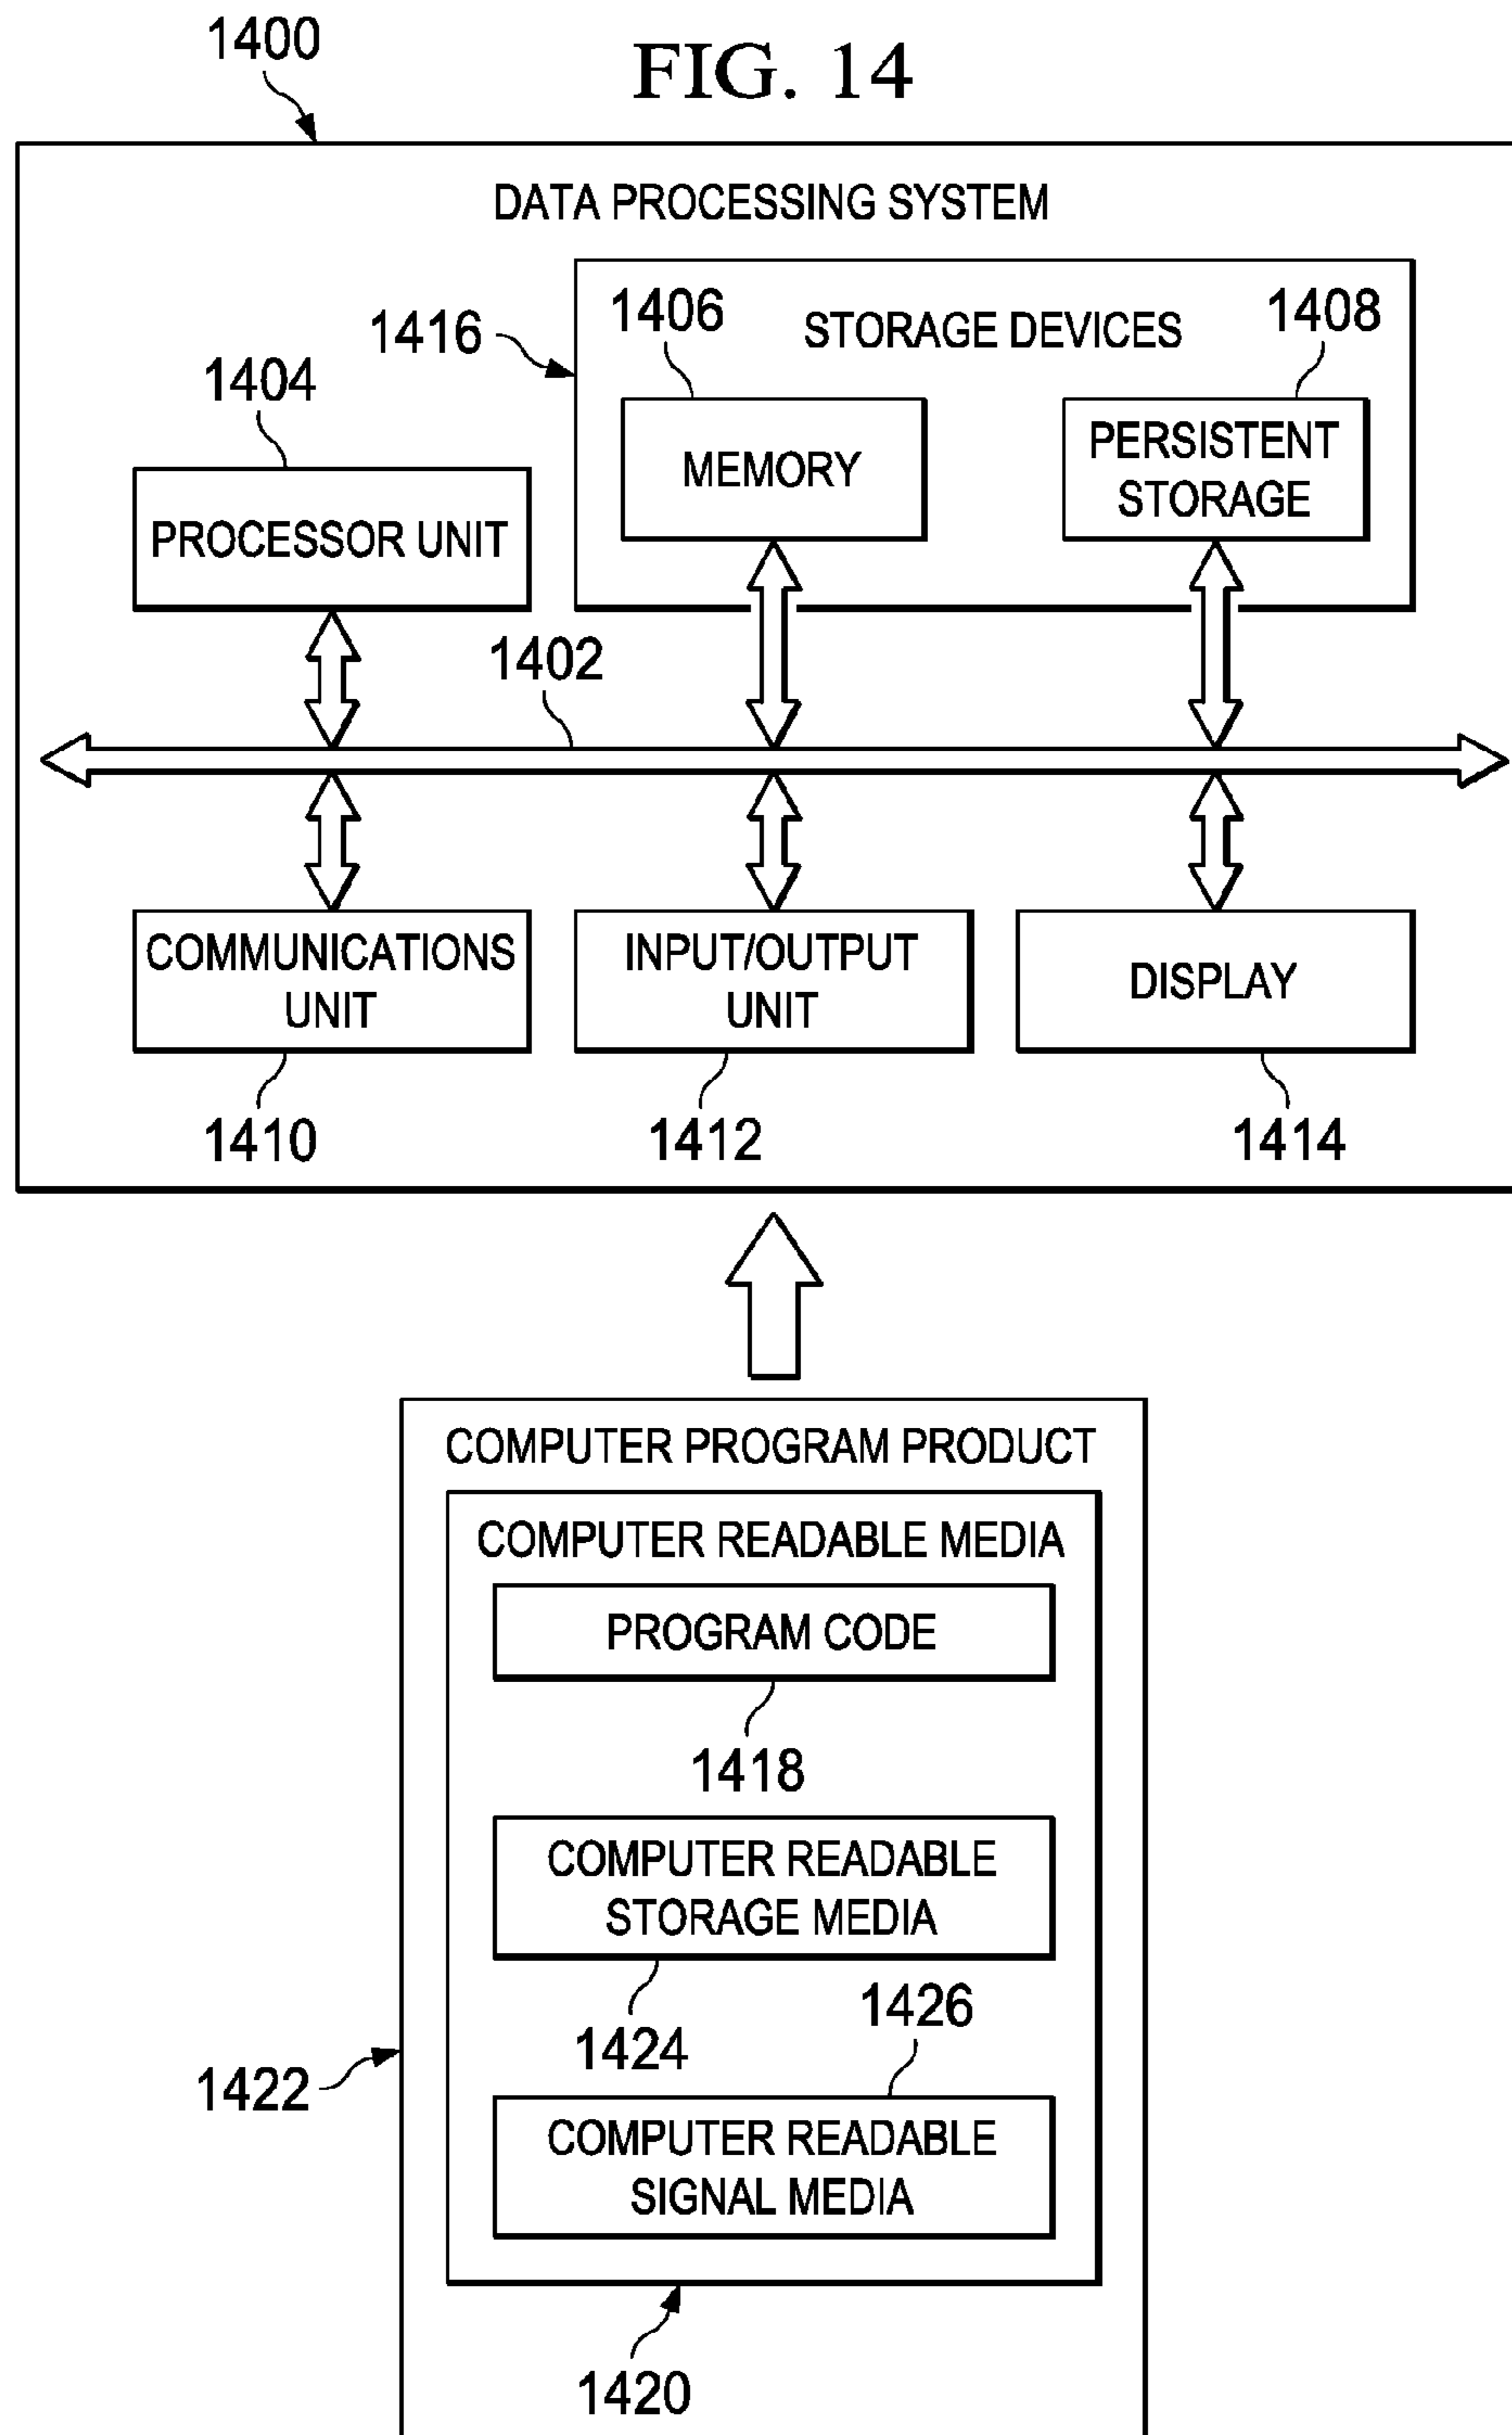 1400
FIG. 14
DATA PROCESSING SYSTEM
1416
1406
STORAGE DEVICES
1408
1404
MEMORY
PERSISTENT
STORAGE
PROCESSOR UNIT
1402
COMMUNICATIONS
UNIT
INPUT/OUTPUT
UNIT
DISPLAY
1410
1412
1414
COMPUTER PROGRAM PRODUCT
COMPUTER READABLE MEDIA
PROGRAM CODE
1418
COMPUTER READABLE
STORAGE MEDIA
1424
1426
1422
COMPUTER READABLE
SIGNAL MEDIA
1420